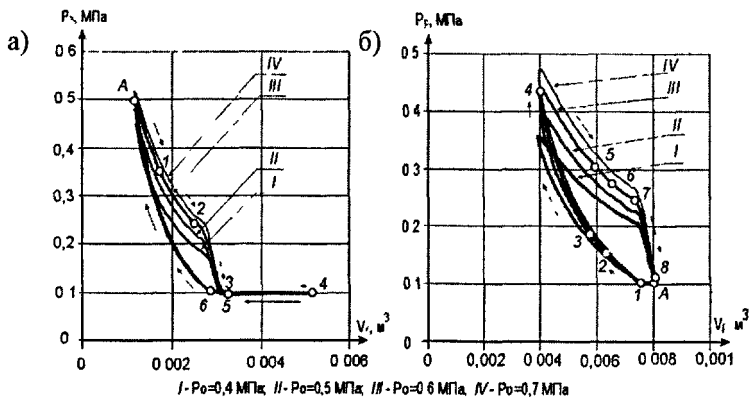 а)
P , МПа
0 6
0 5
0,4
0,3
0,2
0 1
0
0
0 002
0 004
0 006
V , м³
A
1
2
3
4
5
6
IV
III
II
I
б)
P , МПа
0 5
0 4
0 3
0 2
0 1
0
0
0,002
0 004
0 006
0,008
0,001
V , м³
4
5
6
7
8
3
2
1
A
IV
III
II
I
I - Po=0,4 МПа; II - Po=0,5 МПа; III - Po=0 6 МПа, IV - Po=0,7 МПа